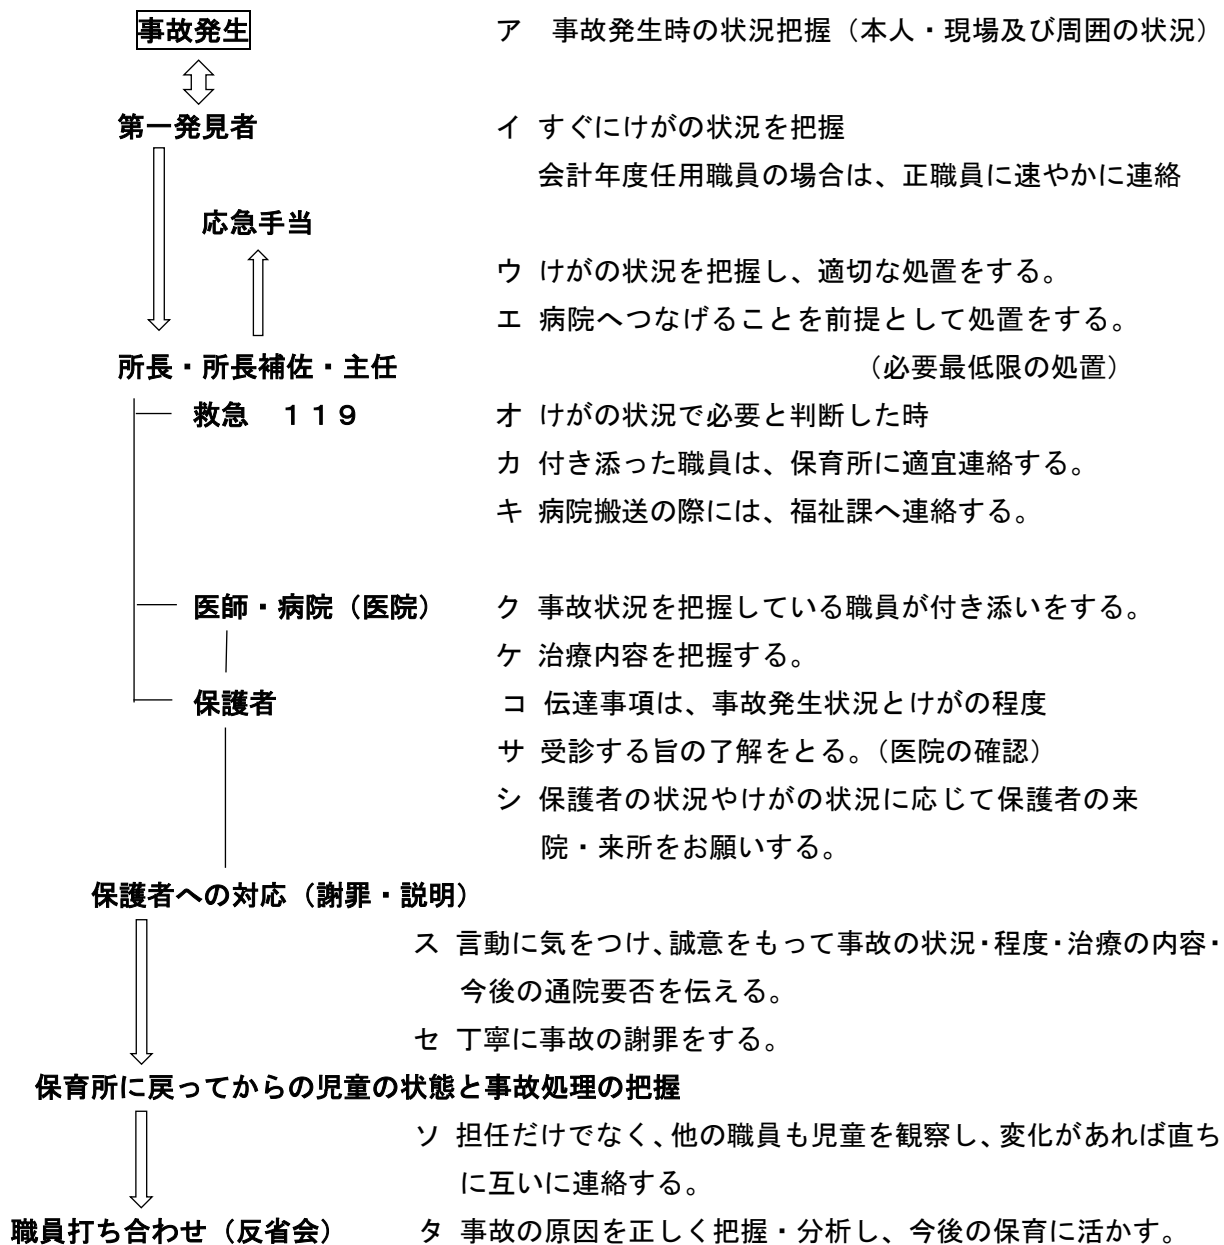 事故発生　ア　事故発生時の状況把握（本人・現場及び周囲の状況）
第一発見者　イ すぐにけがの状況を把握
会計年度任用職員の場合は、正職員に速やかに連絡
応急手当
ウ けがの状況を把握し、適切な処置をする。
エ 病院へつなげることを前提として処置をする。
所長・所長補佐・主任　（必要最低限の処置）
救急　１１９　オ けがの状況で必要と判断した時
カ 付き添った職員は、保育所に適宜連絡する。
キ 病院搬送の際には、福祉課へ連絡する。
医師・病院（医院）　ク 事故状況を把握している職員が付き添いをする。
ケ 治療内容を把握する。
保護者　コ 伝達事項は、事故発生状況とけがの程度
サ 受診する旨の了解をとる。（医院の確認）
シ 保護者の状況やけがの状況に応じて保護者の来
院・来所をお願いする。
保護者への対応（謝罪・説明）
ス 言動に気をつけ、誠意をもって事故の状況・程度・治療の内容・
今後の通院要否を伝える。
セ 丁寧に事故の謝罪をする。
保育所に戻ってからの児童の状態と事故処理の把握
ソ 担任だけでなく、他の職員も児童を観察し、変化があれば直ち
に互いに連絡する。
職員打ち合わせ（反省会）　タ 事故の原因を正しく把握・分析し、今後の保育に活かす。